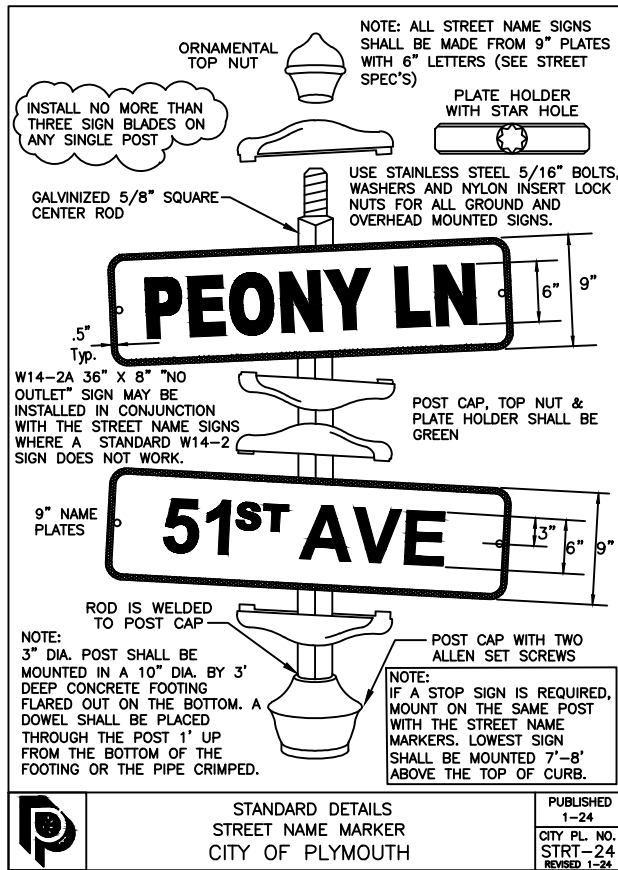 ORNAMENTAL
TOP NUT
NOTE: ALL STREET NAME SIGNS
SHALL BE MADE FROM 9" PLATES
WITH 6" LETTERS (SEE STREET
SPEC'S)
INSTALL NO MORE THAN
THREE SIGN BLADES ON
ANY SINGLE POST
PLATE HOLDER
WITH STAR HOLE
GALVINIZED 5/8" SQUARE
CENTER ROD
USE STAINLESS STEEL 5/16" BOLTS,
WASHERS AND NYLON INSERT LOCK
NUTS FOR ALL GROUND AND
OVERHEAD MOUNTED SIGNS.
PEONY LN
6"
9"
.5"
Typ.
W14-2A 36" X 8" "NO
OUTLET" SIGN MAY BE
INSTALLED IN CONJUNCTION
WITH THE STREET NAME SIGNS
WHERE A STANDARD W14-2
SIGN DOES NOT WORK.
POST CAP, TOP NUT &
PLATE HOLDER SHALL BE
GREEN
9" NAME
PLATES
51ST AVE
3"
6"
9"
ROD IS WELDED
TO POST CAP
NOTE:
3" DIA. POST SHALL BE
MOUNTED IN A 10" DIA. BY 3'
DEEP CONCRETE FOOTING
FLARED OUT ON THE BOTTOM. A
DOWEL SHALL BE PLACED
THROUGH THE POST 1' UP
FROM THE BOTTOM OF THE
FOOTING OR THE PIPE CRIMPED.
POST CAP WITH TWO
ALLEN SET SCREWS
NOTE:
IF A STOP SIGN IS REQUIRED,
MOUNT ON THE SAME POST
WITH THE STREET NAME
MARKERS. LOWEST SIGN
SHALL BE MOUNTED 7'-8'
ABOVE THE TOP OF CURB.
STANDARD DETAILS
STREET NAME MARKER
CITY OF PLYMOUTH
PUBLISHED
1-24
CITY PL. NO.
STRT-24
REVISED 1-24